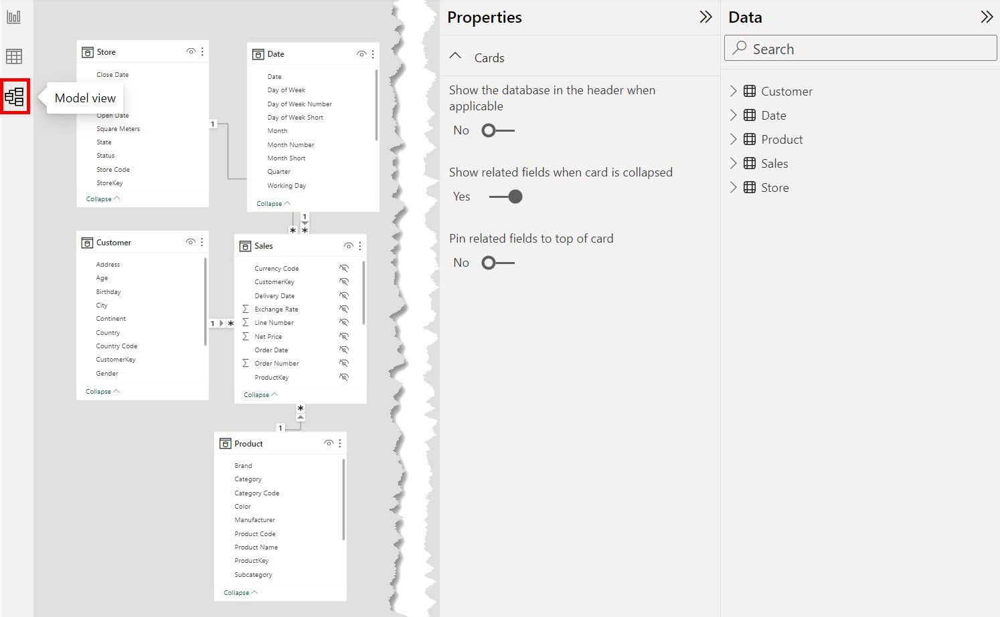 Model view
Store
Close Date
Open Date
Square Meters
State
Status
Store Code
StoreKey
Collapse
1
Date
Date
Day of Week
Day of Week Number
Day of Week Short
Month
Month Number
Month Short
Quarter
Working Day
Collapse
1
* *
Customer
Address
Age
Birthday
City
Continent
Country
Country Code
CustomerKey
Gender
Collapse
1 *
Sales
Currency Code
CustomerKey
Delivery Date
Exchange Rate
Line Number
Net Price
Order Date
Order Number
ProductKey
Collapse
*
1
Product
Brand
Category
Category Code
Color
Manufacturer
Product Code
Product Name
ProductKey
Subcategory
Collapse
Properties
Cards
Show the database in the header when
applicable
No
Show related fields when card is collapsed
Yes
Pin related fields to top of card
No
Data
Search
Customer
Date
Product
Sales
Store